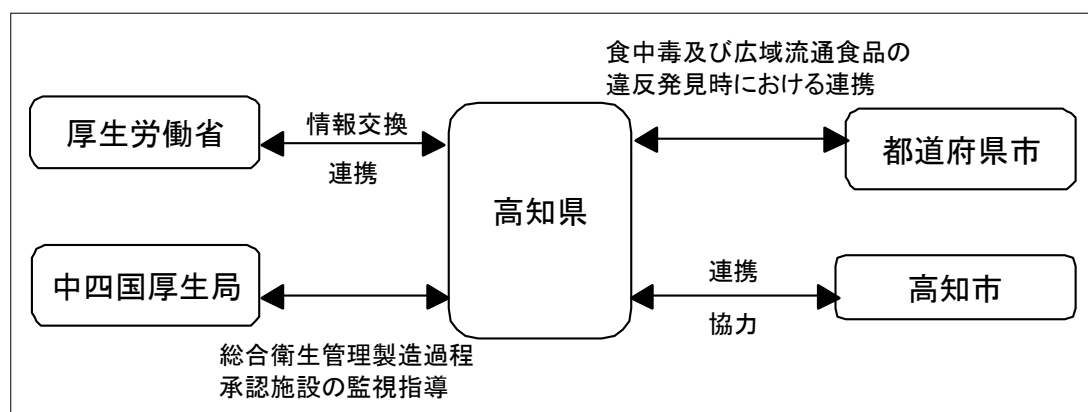 食中毒及び広域流通食品の
違反発見時における連携
厚生労働省
情報交換
連携
高知県
都道府県市
中四国厚生局
総合衛生管理製造過程
承認施設の監視指導
連携
協力
高知市